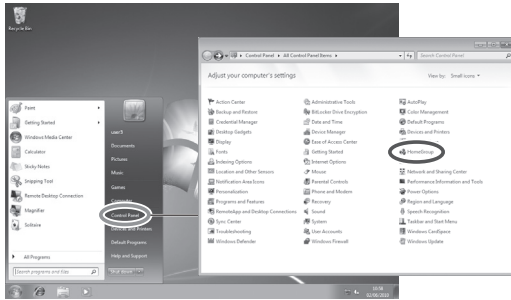 Recycle Bin
Control Panel ▸ All Control Panel Items ▸
Search Control Panel
Adjust your computer's settings
View by: Small icons
Action Center
Administrative Tools
AutoPlay
Backup and Restore
BitLocker Drive Encryption
Color Management
Credential Manager
Date and Time
Default Programs
Desktop Gadgets
Device Manager
Devices and Printers
Display
Ease of Access Center
Fonts
Getting Started
HomeGroup
Indexing Options
Internet Options
Location and Other Sensors
Mouse
Network and Sharing Center
Notification Area Icons
Parental Controls
Performance Information and Tools
Personalization
Phone and Modem
Power Options
Programs and Features
Recovery
Region and Language
RemoteApp and Desktop Connections
Sound
Speech Recognition
Sync Center
System
Taskbar and Start Menu
Troubleshooting
User Accounts
Windows CardSpace
Windows Defender
Windows Firewall
Windows Update
Paint
Getting Started
Windows Media Center
Calculator
Sticky Notes
Snipping Tool
Remote Desktop Connection
Magnifier
Solitaire
All Programs
Search programs and files
Documents
Pictures
Music
Games
Computer
Control Panel
Devices and Printers
Default Programs
Help and Support
Shut down